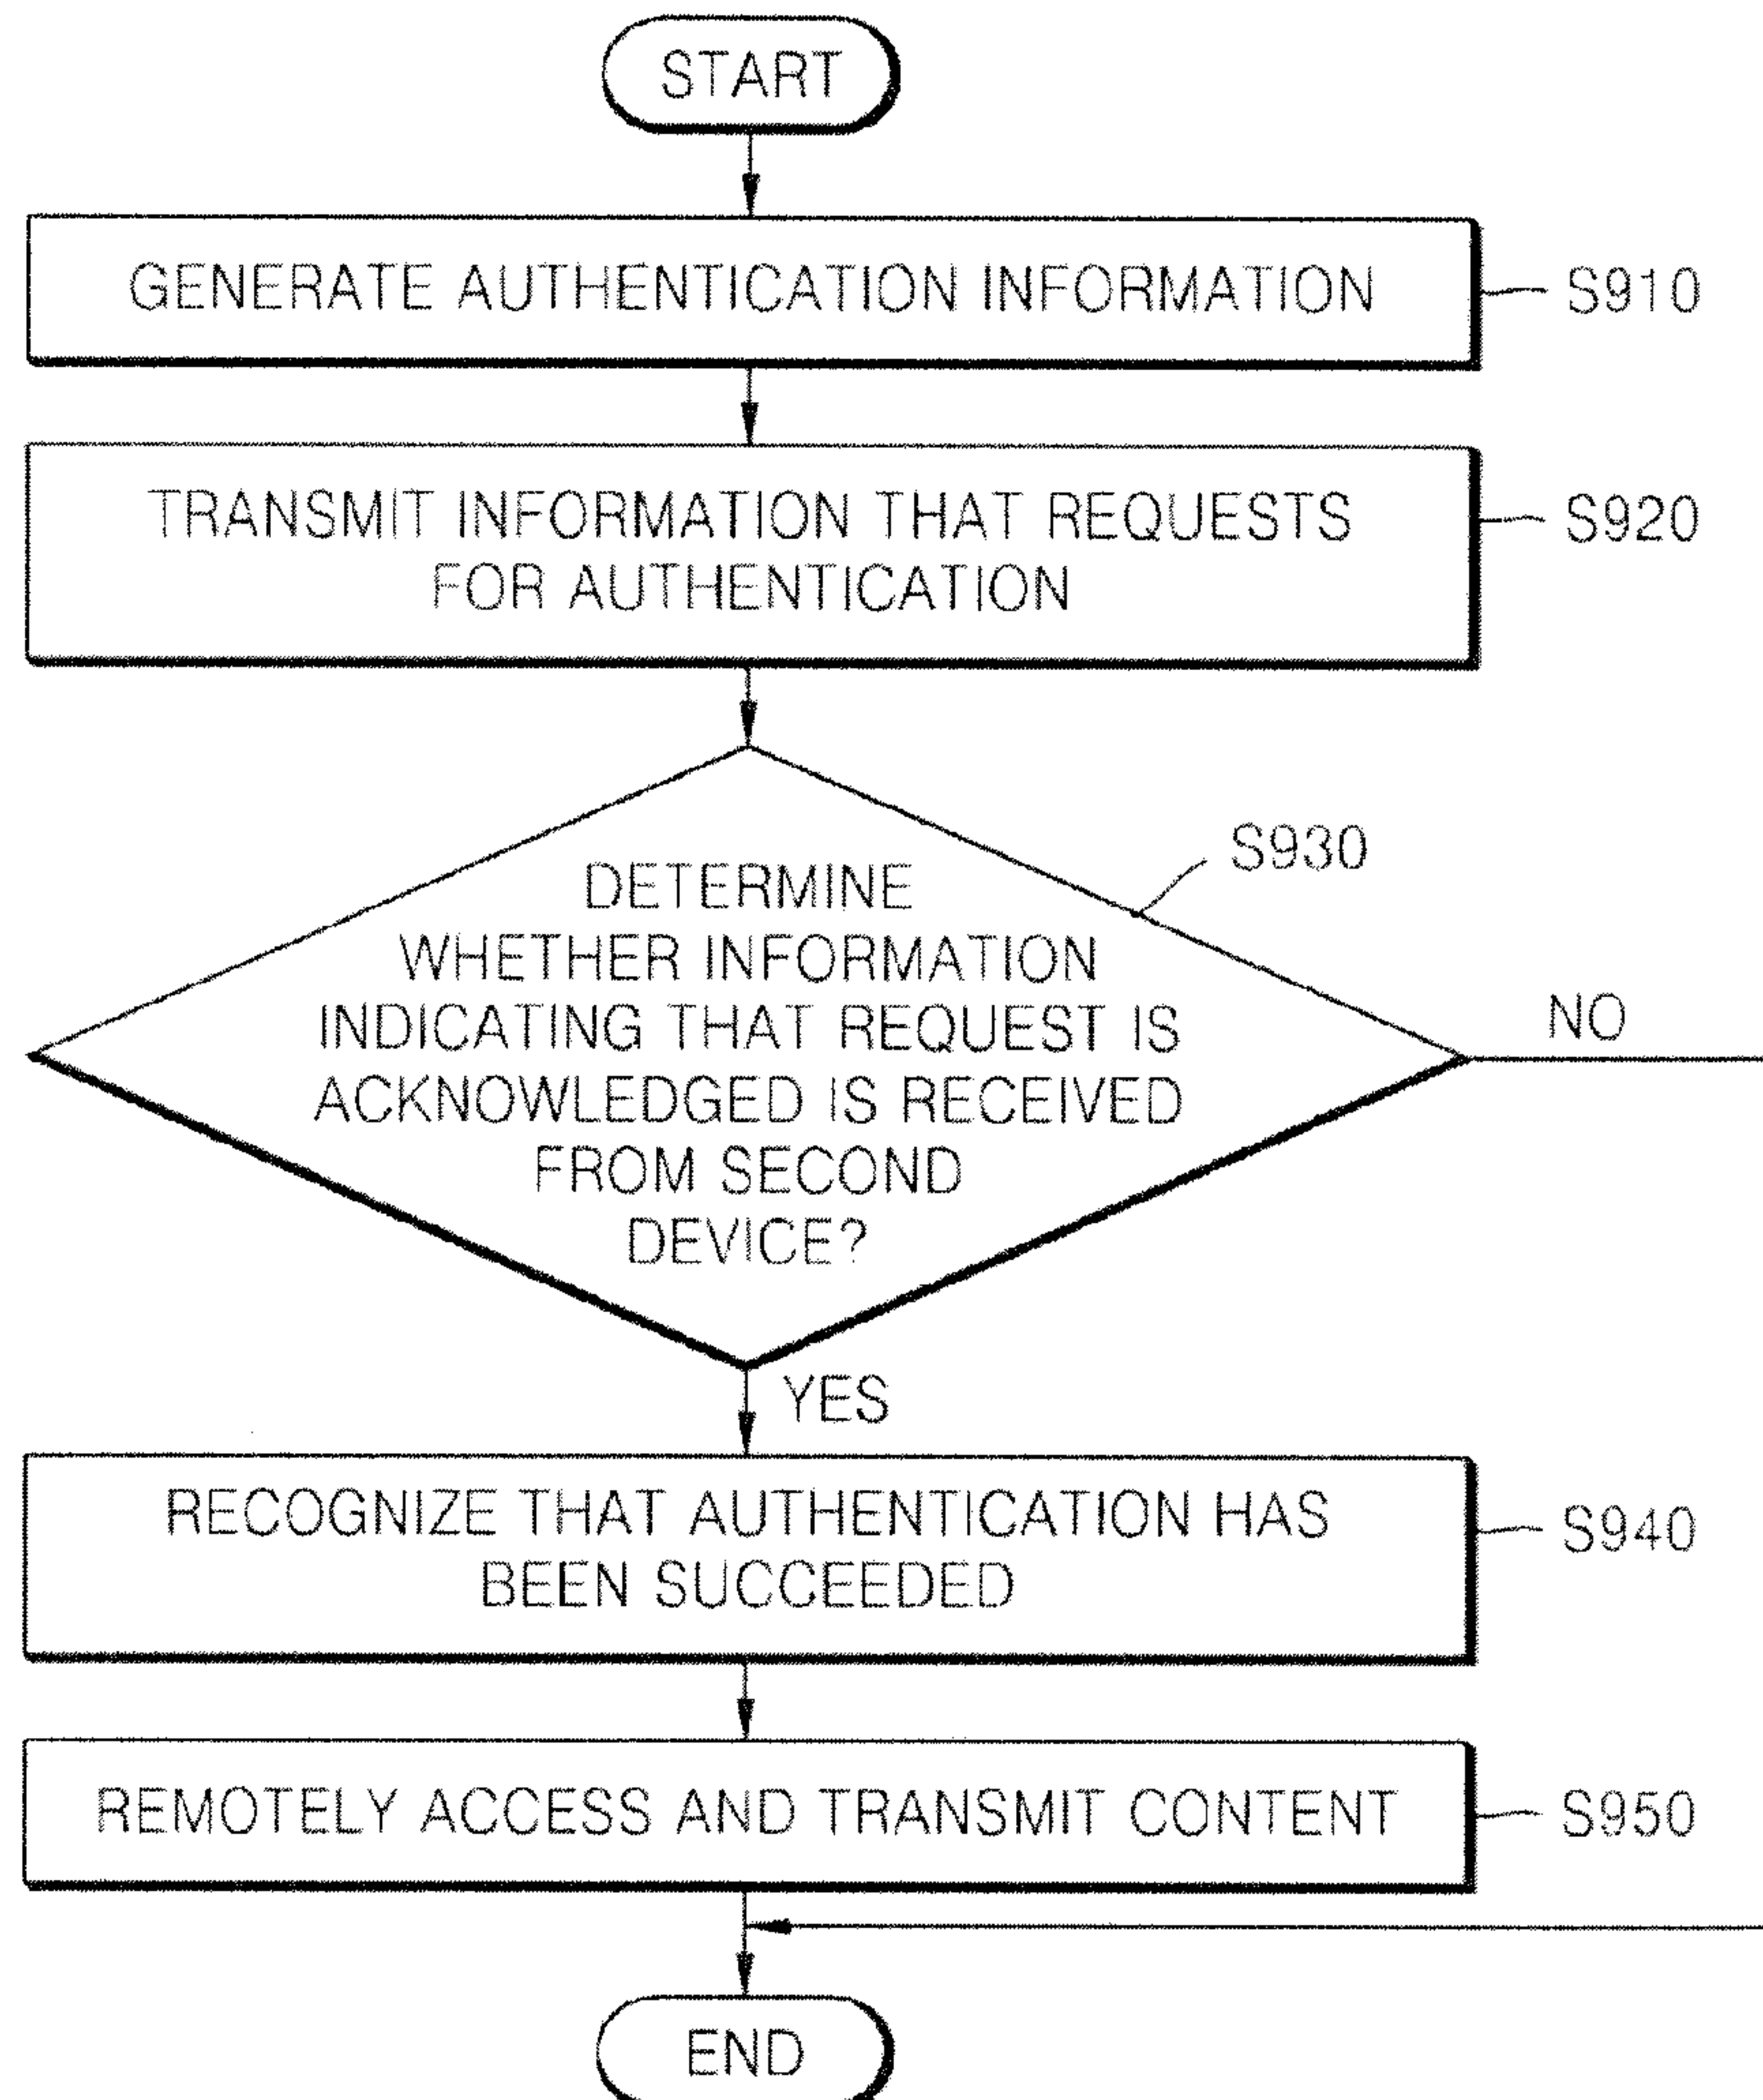 START
GENERATE AUTHENTICATION INFORMATION
S910
TRANSMIT INFORMATION THAT REQUESTS
FOR AUTHENTICATION
S920
S930
DETERMINE
WHETHER INFORMATION
INDICATING THAT REQUEST IS
ACKNOWLEDGED IS RECEIVED
FROM SECOND
DEVICE?
NO
YES
RECOGNIZE THAT AUTHENTICATION HAS
BEEN SUCCEEDED
S940
REMOTELY ACCESS AND TRANSMIT CONTENT
S950
END